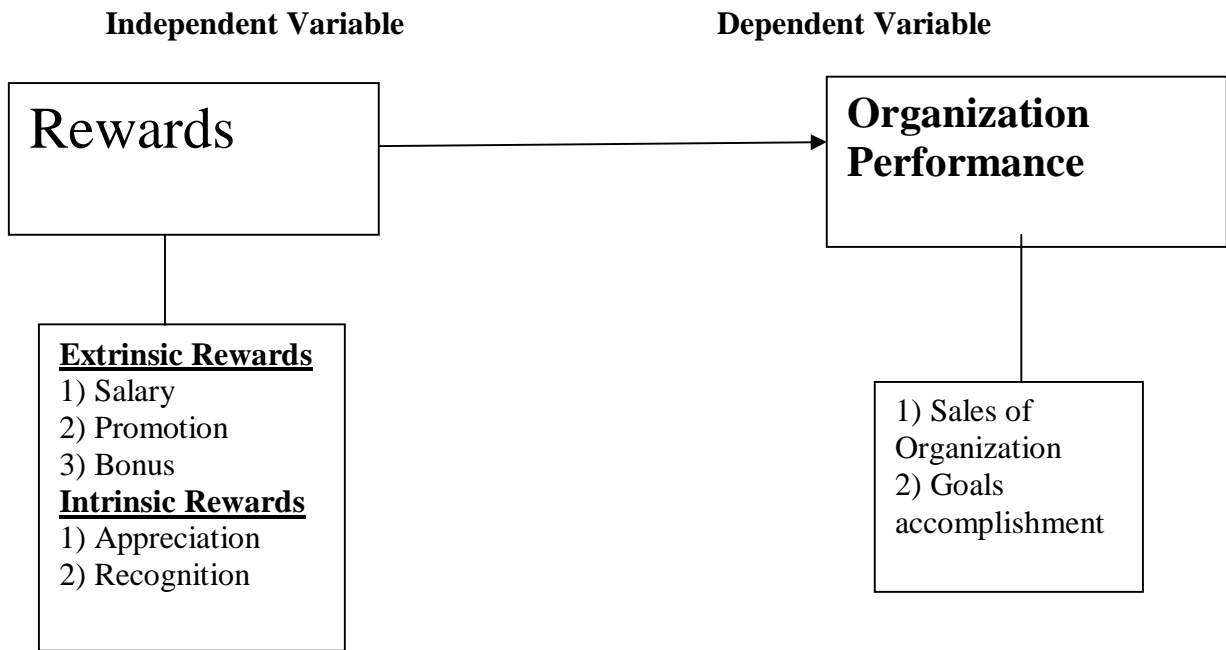 Independent Variable
Dependent Variable
Rewards
Organization
Performance
Extrinsic Rewards
1) Salary
2) Promotion
3) Bonus
Intrinsic Rewards
1) Appreciation
2) Recognition
1) Sales of
Organization
2) Goals
accomplishment